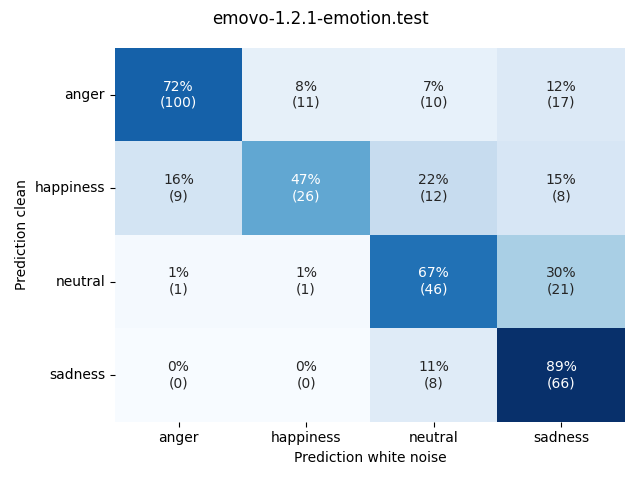 emovo-1.2.1-emotion.test
Prediction clean
anger
72% 8% 7% 12%
(100) (11) (10) (17)
happiness
16% 47% 22% 15%
(9) (26) (12) (8)
neutral
1% 1% 67% 30%
(1) (1) (46) (21)
sadness
0% 0% 11% 89%
(0) (0) (8) (66)
anger happiness neutral sadness
Prediction white noise